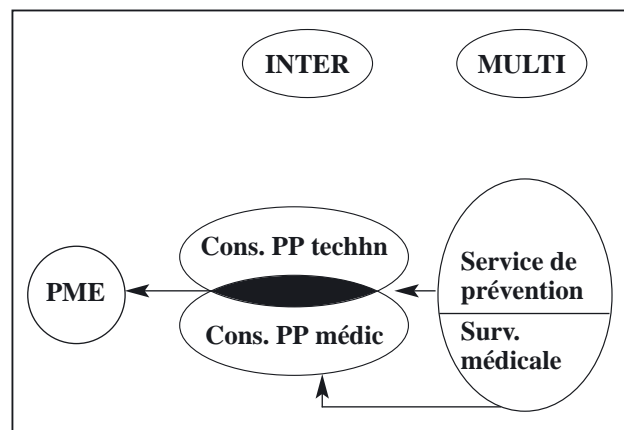 INTER
MULTI
Cons. PP techhn
PME
Cons. PP médic
Service de
prévention
Surv.
médicale